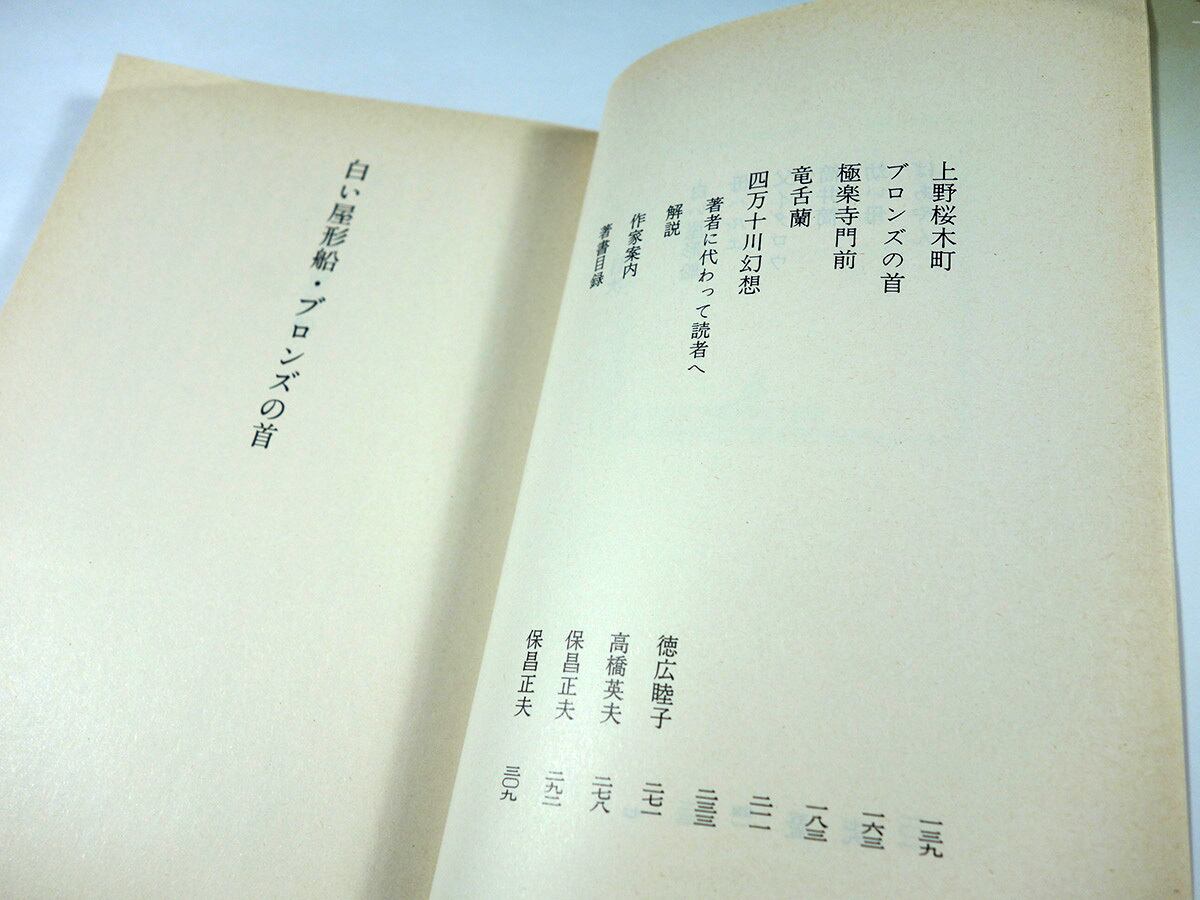 上野桜木町 一三九
ブロンズの首 一六三
極楽寺門前 一八三
竜舌蘭 二一一
四万十川幻想 二三三
著者に代わって読者へ 徳広睦子 二七一
解説 高橋英夫 二七八
作家案内 保昌正夫 二九二
著書目録 保昌正夫 三〇九
白い屋形船・ブロンズの首